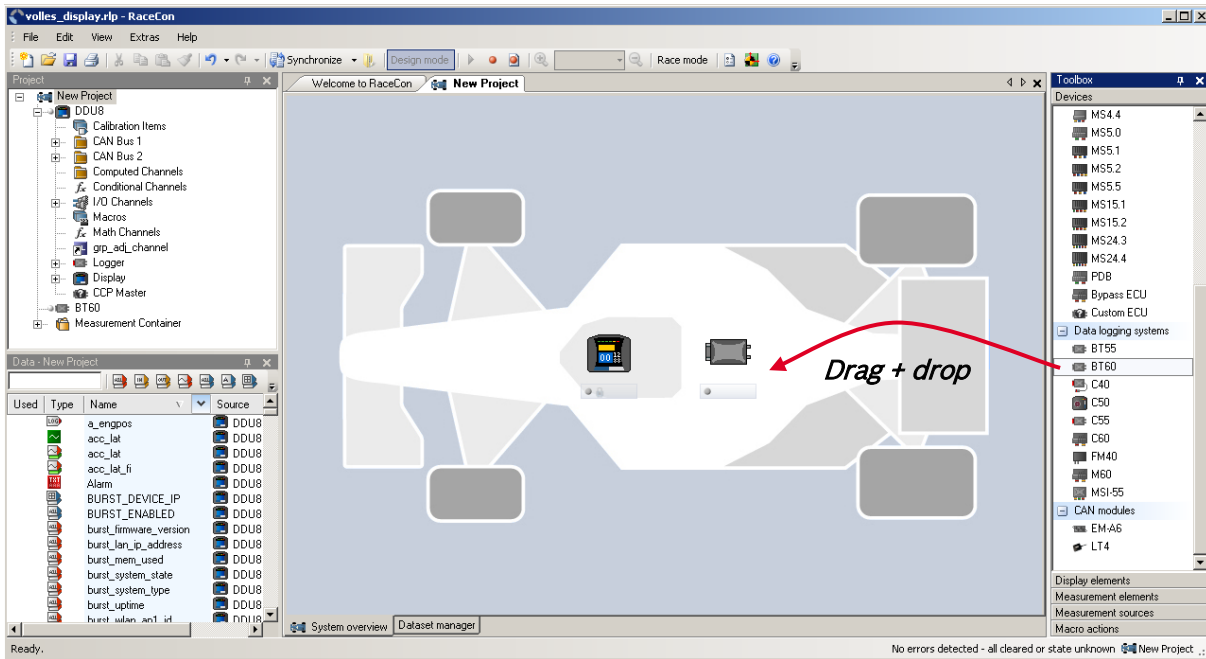 volles_display.rlp - RaceCon
File Edit View Extras Help
Synchronize Design mode Race mode
Project
New Project
DDU8
Calibration Items
CAN Bus 1
CAN Bus 2
Computed Channels
fx Conditional Channels
I/O Channels
Macros
fx Math Channels
grp_adj_channel
Logger
Display
CCP Master
BT60
Measurement Container
Data - New Project
Used Type Name Source
LOG a_engpos DDU8
acc_lat DDU8
acc_lat DDU8
acc_lat_fi DDU8
TXT Alarm DDU8
BURST_DEVICE_IP DDU8
BURST_ENABLED DDU8
burst_firmware_version DDU8
burst_lan_ip_address DDU8
burst_mem_used DDU8
burst_system_state DDU8
burst_system_type DDU8
burst_uptime DDU8
burst_wlan_ap1_id DDU8
Welcome to RaceCon New Project
00
Drag + drop
System overview Dataset manager
Toolbox
Devices
MS4.4
MS5.0
MS5.1
MS5.2
MS5.5
MS15.1
MS15.2
MS24.3
MS24.4
PDB
Bypass ECU
Custom ECU
Data logging systems
BT55
BT60
C40
C50
C55
C60
FM40
M60
MSI-55
CAN modules
EM-A6
LT4
Display elements
Measurement elements
Measurement sources
Macro actions
Ready.
No errors detected - all cleared or state unknown New Project